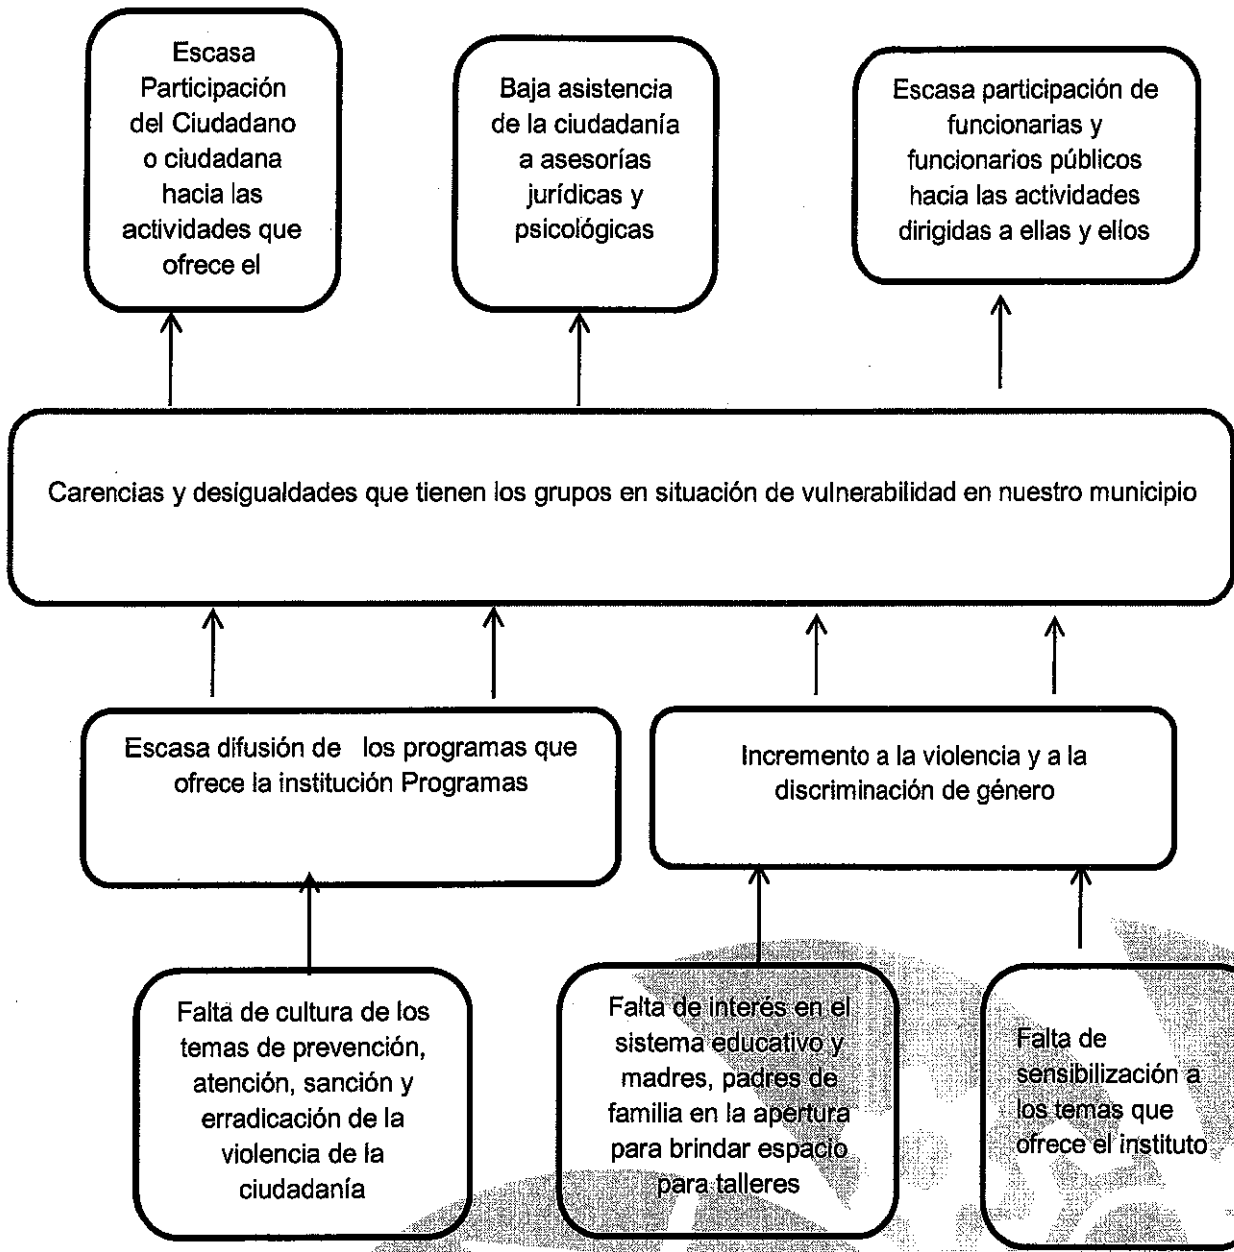 Escasa
Participación
del Ciudadano
o ciudadana
hacia las
actividades que
ofrece el
Baja asistencia
de la ciudadanía
a asesorías
jurídicas y
psicológicas
Escasa participación de
funcionarias y
funcionarios públicos
hacia las actividades
dirigidas a ellas y ellos
Carencias y desigualdades que tienen los grupos en situación de vulnerabilidad en nuestro municipio
Escasa difusión de los programas que
ofrece la institución Programas
Incremento a la violencia y a la
discriminación de género
Falta de cultura de los
temas de prevención,
atención, sanción y
erradicación de la
violencia de la
ciudadanía
Falta de interés en el
sistema educativo y
madres, padres de
familia en la apertura
para brindar espacio
para talleres
Falta de
sensibilización a
los temas que
ofrece el instituto